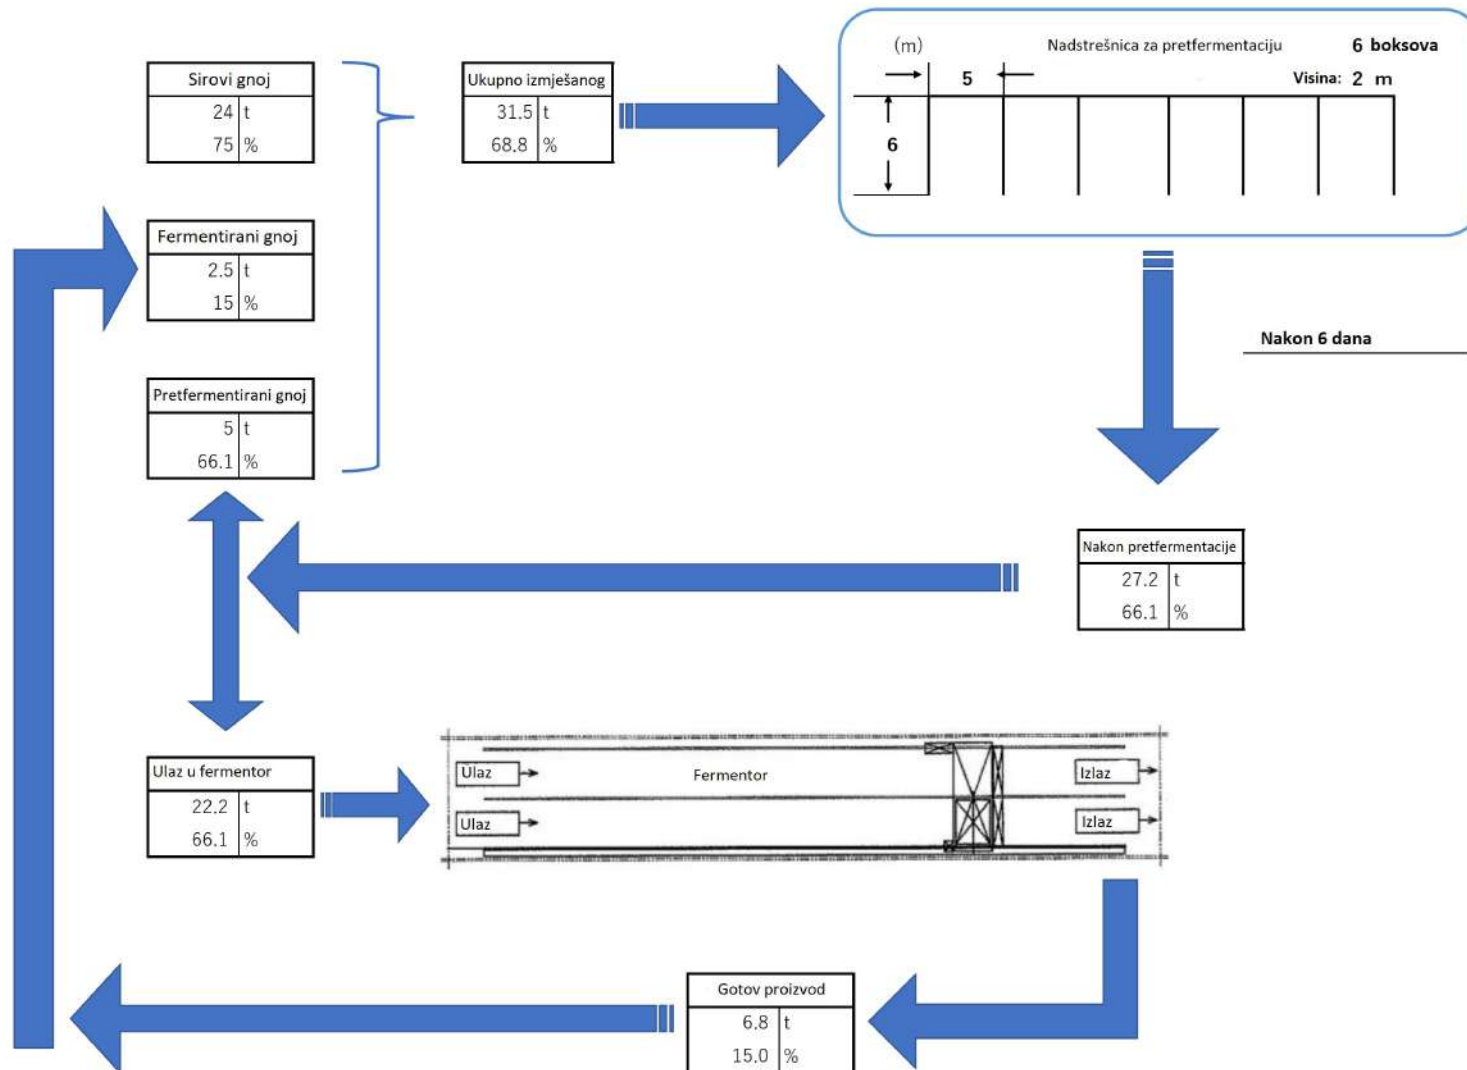 (m)
Nadstrešnica za pretfermentaciju
6 boksova
5
Visina: 2 m
6
Sirovi gnoj
24 t
75 %
Ukupno izmješanog
31.5 t
68.8 %
Fermentirani gnoj
2.5 t
15 %
Nakon 6 dana
Pretfermentirani gnoj
5 t
66.1 %
Nakon pretfermentacije
27.2 t
66.1 %
Ulaz u fermentor
22.2 t
66.1 %
Ulaz
Fermentor
Izlaz
Ulaz
Izlaz
Gotov proizvod
6.8 t
15.0 %